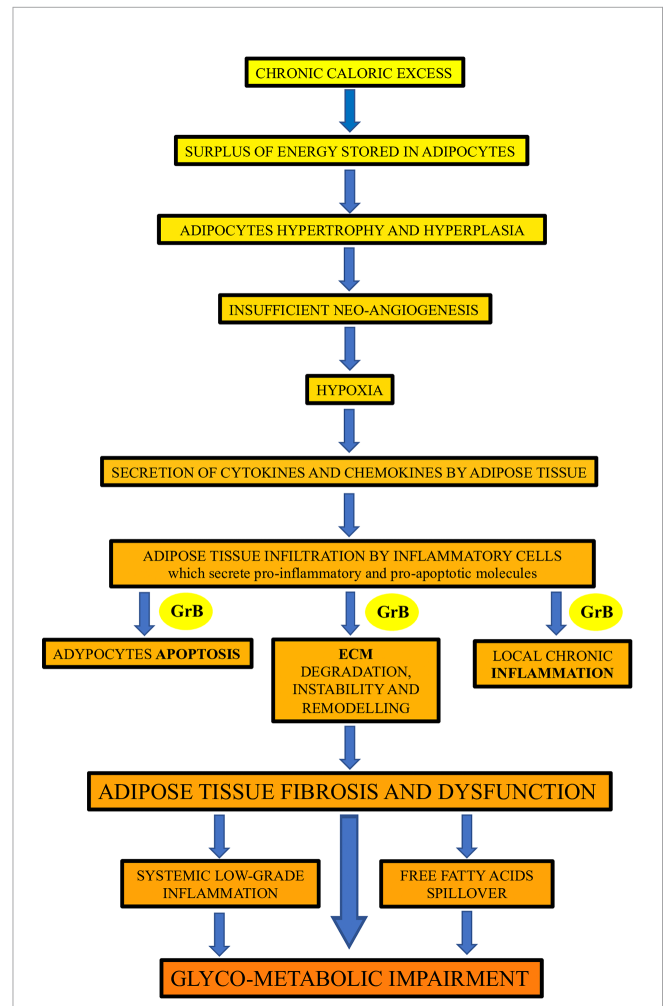 CHRONIC CALORIC EXCESS
SURPLUS OF ENERGY STORED IN ADIPOCYTES
ADIPOCYTES HYPERTROPHY AND HYPERPLASIA
INSUFFICIENT NEO-ANGIOGENESIS
HYPOXIA
SECRETION OF CYTOKINES AND CHEMOKINES BY ADIPOSE TISSUE
ADIPOSE TISSUE INFILTRATION BY INFLAMMATORY CELLS
which secrete pro-inflammatory and pro-apoptotic molecules
GrB
GrB
GrB
ADYPOCYTES APOPTOSIS
ECM
DEGRADATION,
INSTABILITY AND
REMODELLING
LOCAL CHRONIC
INFLAMMATION
ADIPOSE TISSUE FIBROSIS AND DYSFUNCTION
SYSTEMIC LOW-GRADE
INFLAMMATION
FREE FATTY ACIDS
SPILLOVER
GLYCO-METABOLIC IMPAIRMENT